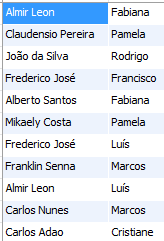 Almir Leon Fabiana
Claudensio Pereira Pamela
João da Silva Rodrigo
Frederico José Francisco
Alberto Santos Fabiana
Mikaely Costa Pamela
Frederico José Luís
Franklin Senna Marcos
Almir Leon Luís
Carlos Nunes Marcos
Carlos Adao Cristiane